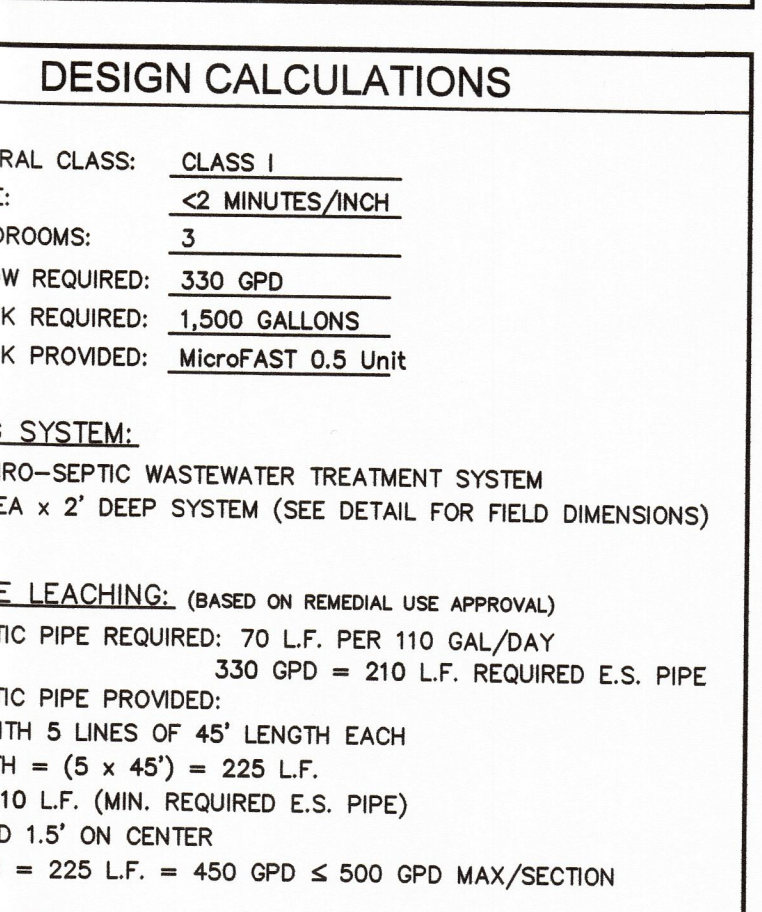 DESIGN CALCULATIONS
RAL CLASS: CLASS I
: <2 MINUTES/INCH
DROOMS: 3
OW REQUIRED: 330 GPD
K REQUIRED: 1,500 GALLONS
K PROVIDED: MicroFAST 0.5 Unit
SYSTEM:
RO-SEPTIC WASTEWATER TREATMENT SYSTEM
EA x 2' DEEP SYSTEM (SEE DETAIL FOR FIELD DIMENSIONS)
E LEACHING: (BASED ON REMEDIAL USE APPROVAL)
TIC PIPE REQUIRED: 70 L.F. PER 110 GAL/DAY
330 GPD = 210 L.F. REQUIRED E.S. PIPE
TIC PIPE PROVIDED:
ITH 5 LINES OF 45' LENGTH EACH
TH = (5 x 45') = 225 L.F.
10 L.F. (MIN. REQUIRED E.S. PIPE)
D 1.5' ON CENTER
= 225 L.F. = 450 GPD ≤ 500 GPD MAX/SECTION